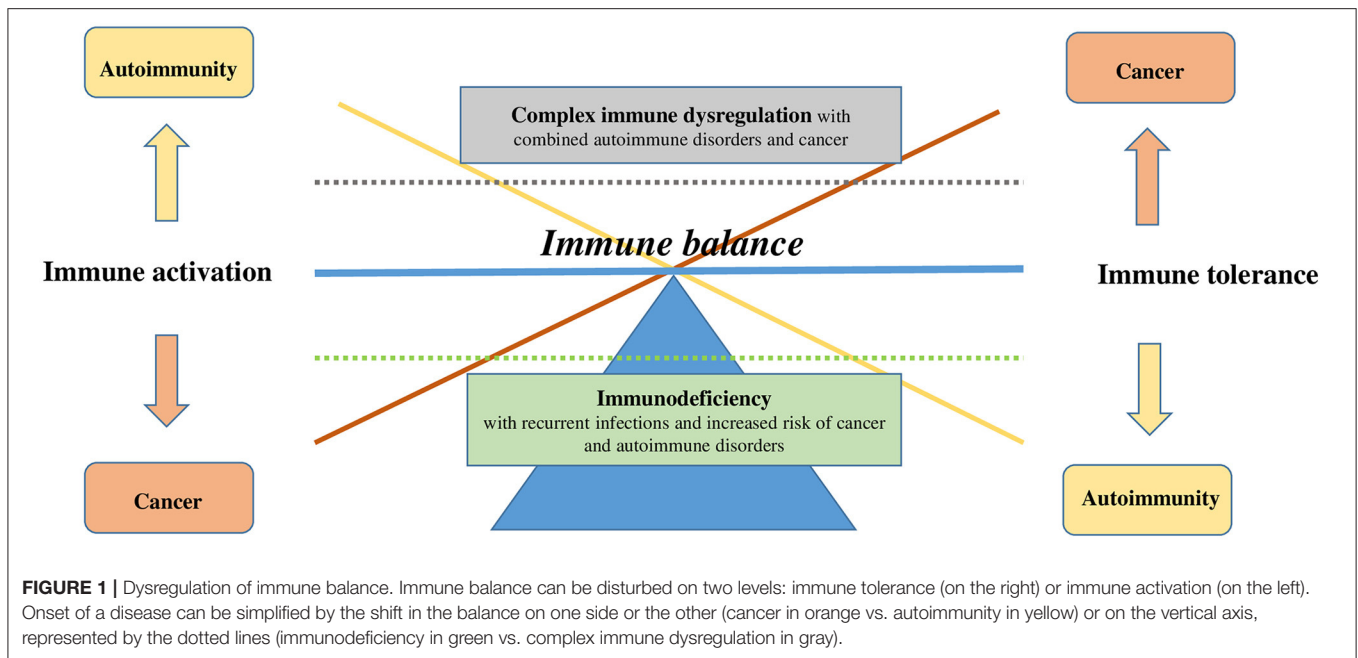 Autoimmunity
Cancer
Complex immune dysregulation with
combined autoimmune disorders and cancer
Immune balance
Immune activation
Immune tolerance
Immunodeficiency
with recurrent infections and increased risk of cancer
and autoimmune disorders
Cancer
Autoimmunity
FIGURE 1 | Dysregulation of immune balance. Immune balance can be disturbed on two levels: immune tolerance (on the right) or immune activation (on the left).
Onset of a disease can be simplified by the shift in the balance on one side or the other (cancer in orange vs. autoimmunity in yellow) or on the vertical axis,
represented by the dotted lines (immunodeficiency in green vs. complex immune dysregulation in gray).